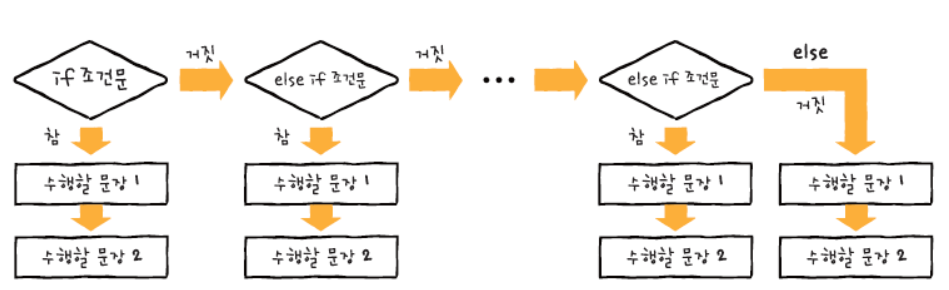 if 조건문
거짓
else if 조건문
거짓
•••
else if 조건문
else
거짓
참
참
참
수행할 문장 1
수행할 문장 1
수행할 문장 1
수행할 문장 1
수행할 문장 2
수행할 문장 2
수행할 문장 2
수행할 문장 2